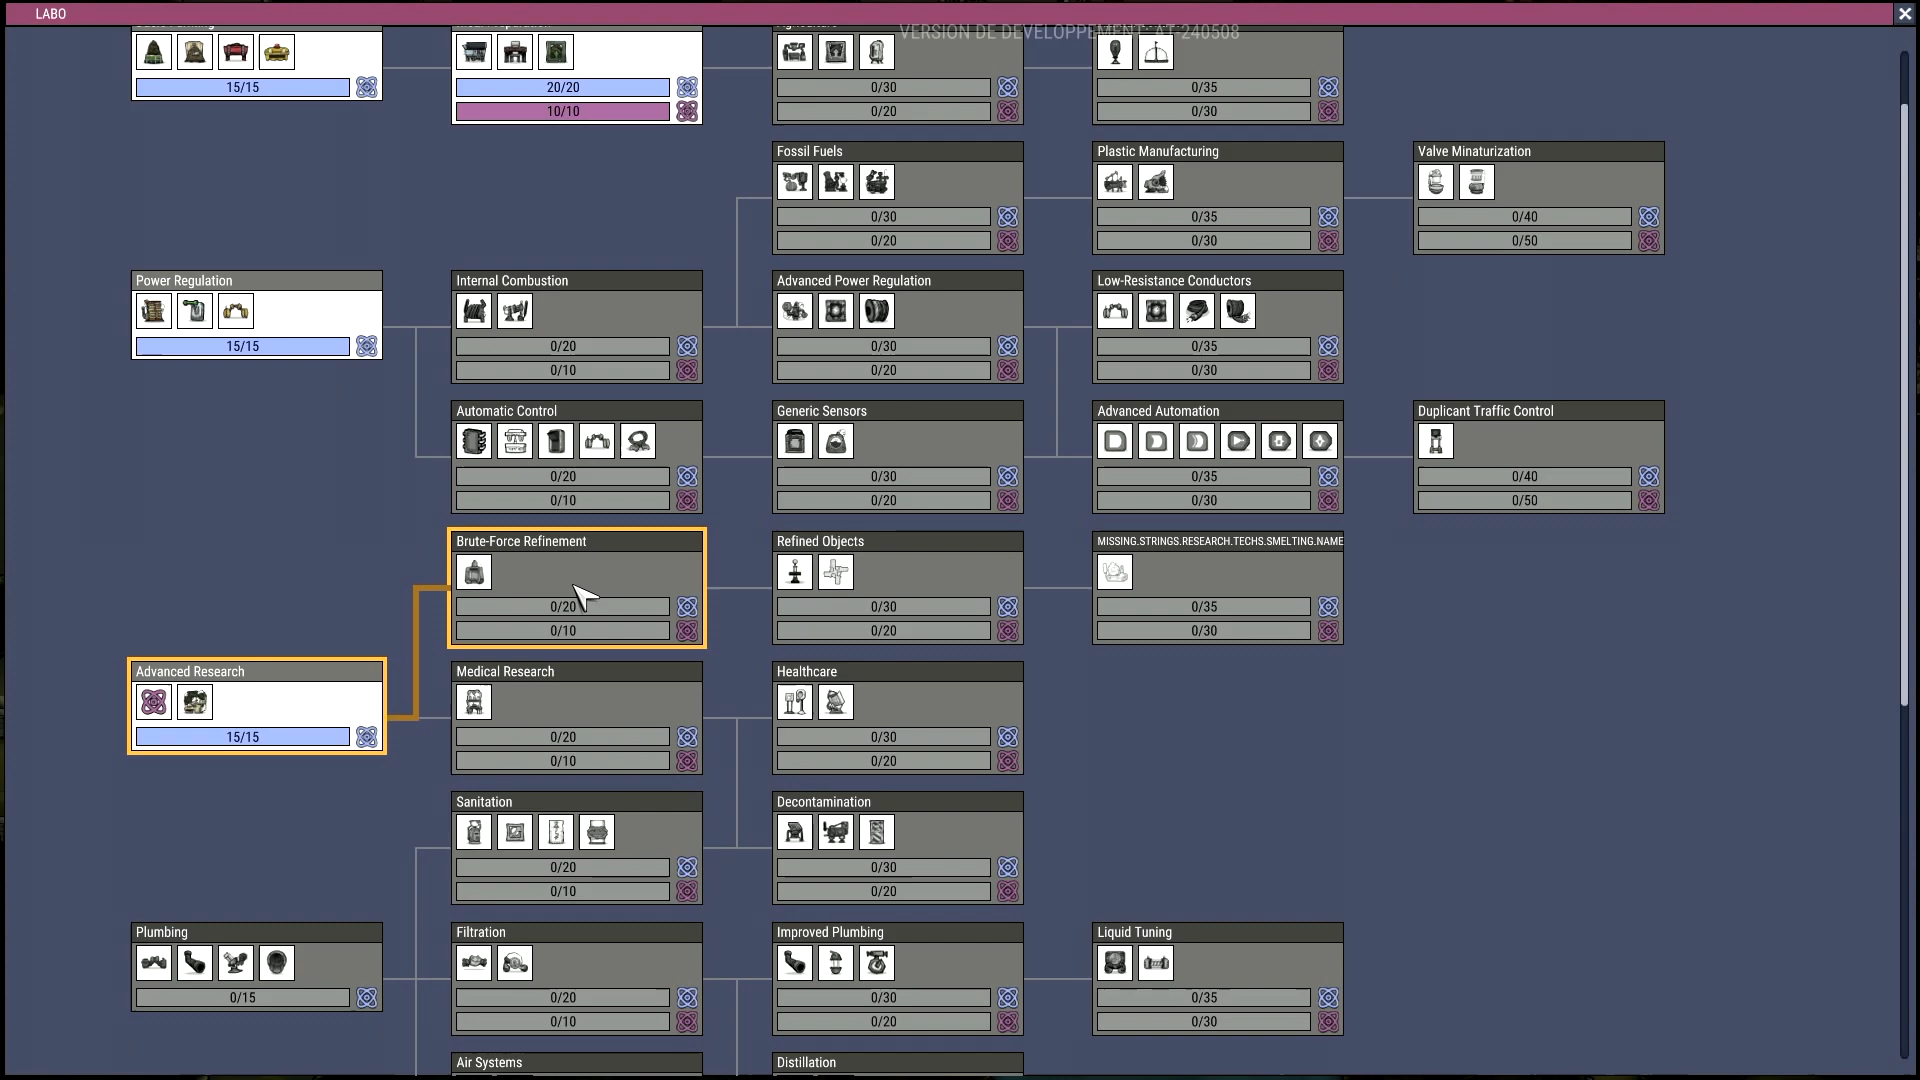 LABO
VERSION DE DEVELOPPEMENT: AT-240508
15/15
20/20
10/10
0/30
0/20
0/35
0/30
Fossil Fuels
0/30
0/20
Plastic Manufacturing
0/35
0/30
Valve Minaturization
0/40
0/50
Power Regulation
15/15
Internal Combustion
0/20
0/10
Advanced Power Regulation
0/30
0/20
Low-Resistance Conductors
0/35
0/30
Automatic Control
0/20
0/10
Generic Sensors
0/30
0/20
Advanced Automation
0/35
0/30
Duplicant Traffic Control
0/40
0/50
Brute-Force Refinement
0/20
0/10
Refined Objects
0/30
0/20
MISSING.STRINGS.RESEARCH.TECHS.SMELTING.NAME
0/35
0/30
Advanced Research
15/15
Medical Research
0/20
0/10
Healthcare
0/30
0/20
Sanitation
0/20
0/10
Decontamination
0/30
0/20
Plumbing
0/15
Filtration
0/20
0/10
Improved Plumbing
0/30
0/20
Liquid Tuning
0/35
0/30
Air Systems
Distillation